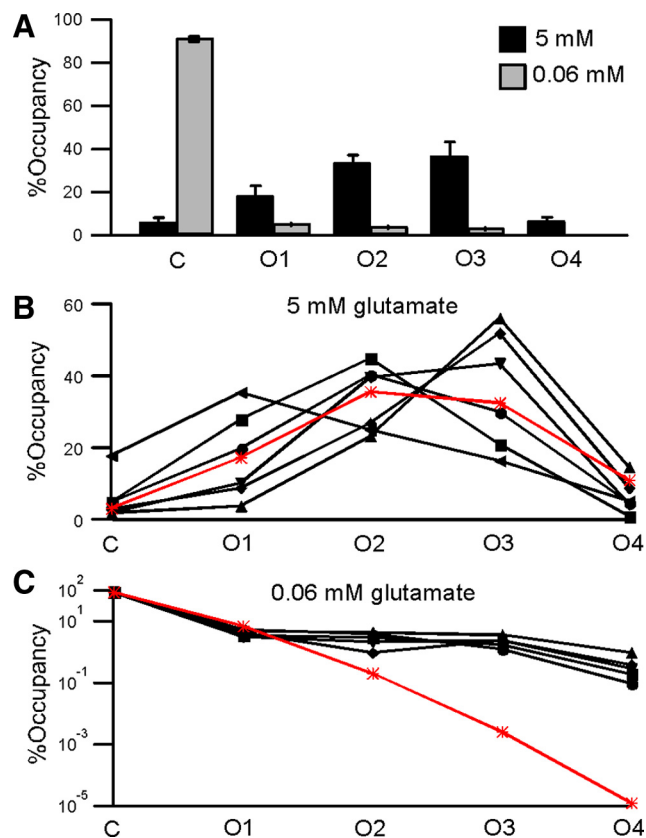 A
100
80
60
40
20
0
%Occupancy
5 mM
0.06 mM
C O1 O2 O3 O4
B
5 mM glutamate
60
40
20
0
%Occupancy
C O1 O2 O3 O4
C
0.06 mM glutamate
10²
10¹
10⁻¹
10⁻³
10⁻⁵
%Occupancy
C O1 O2 O3 O4